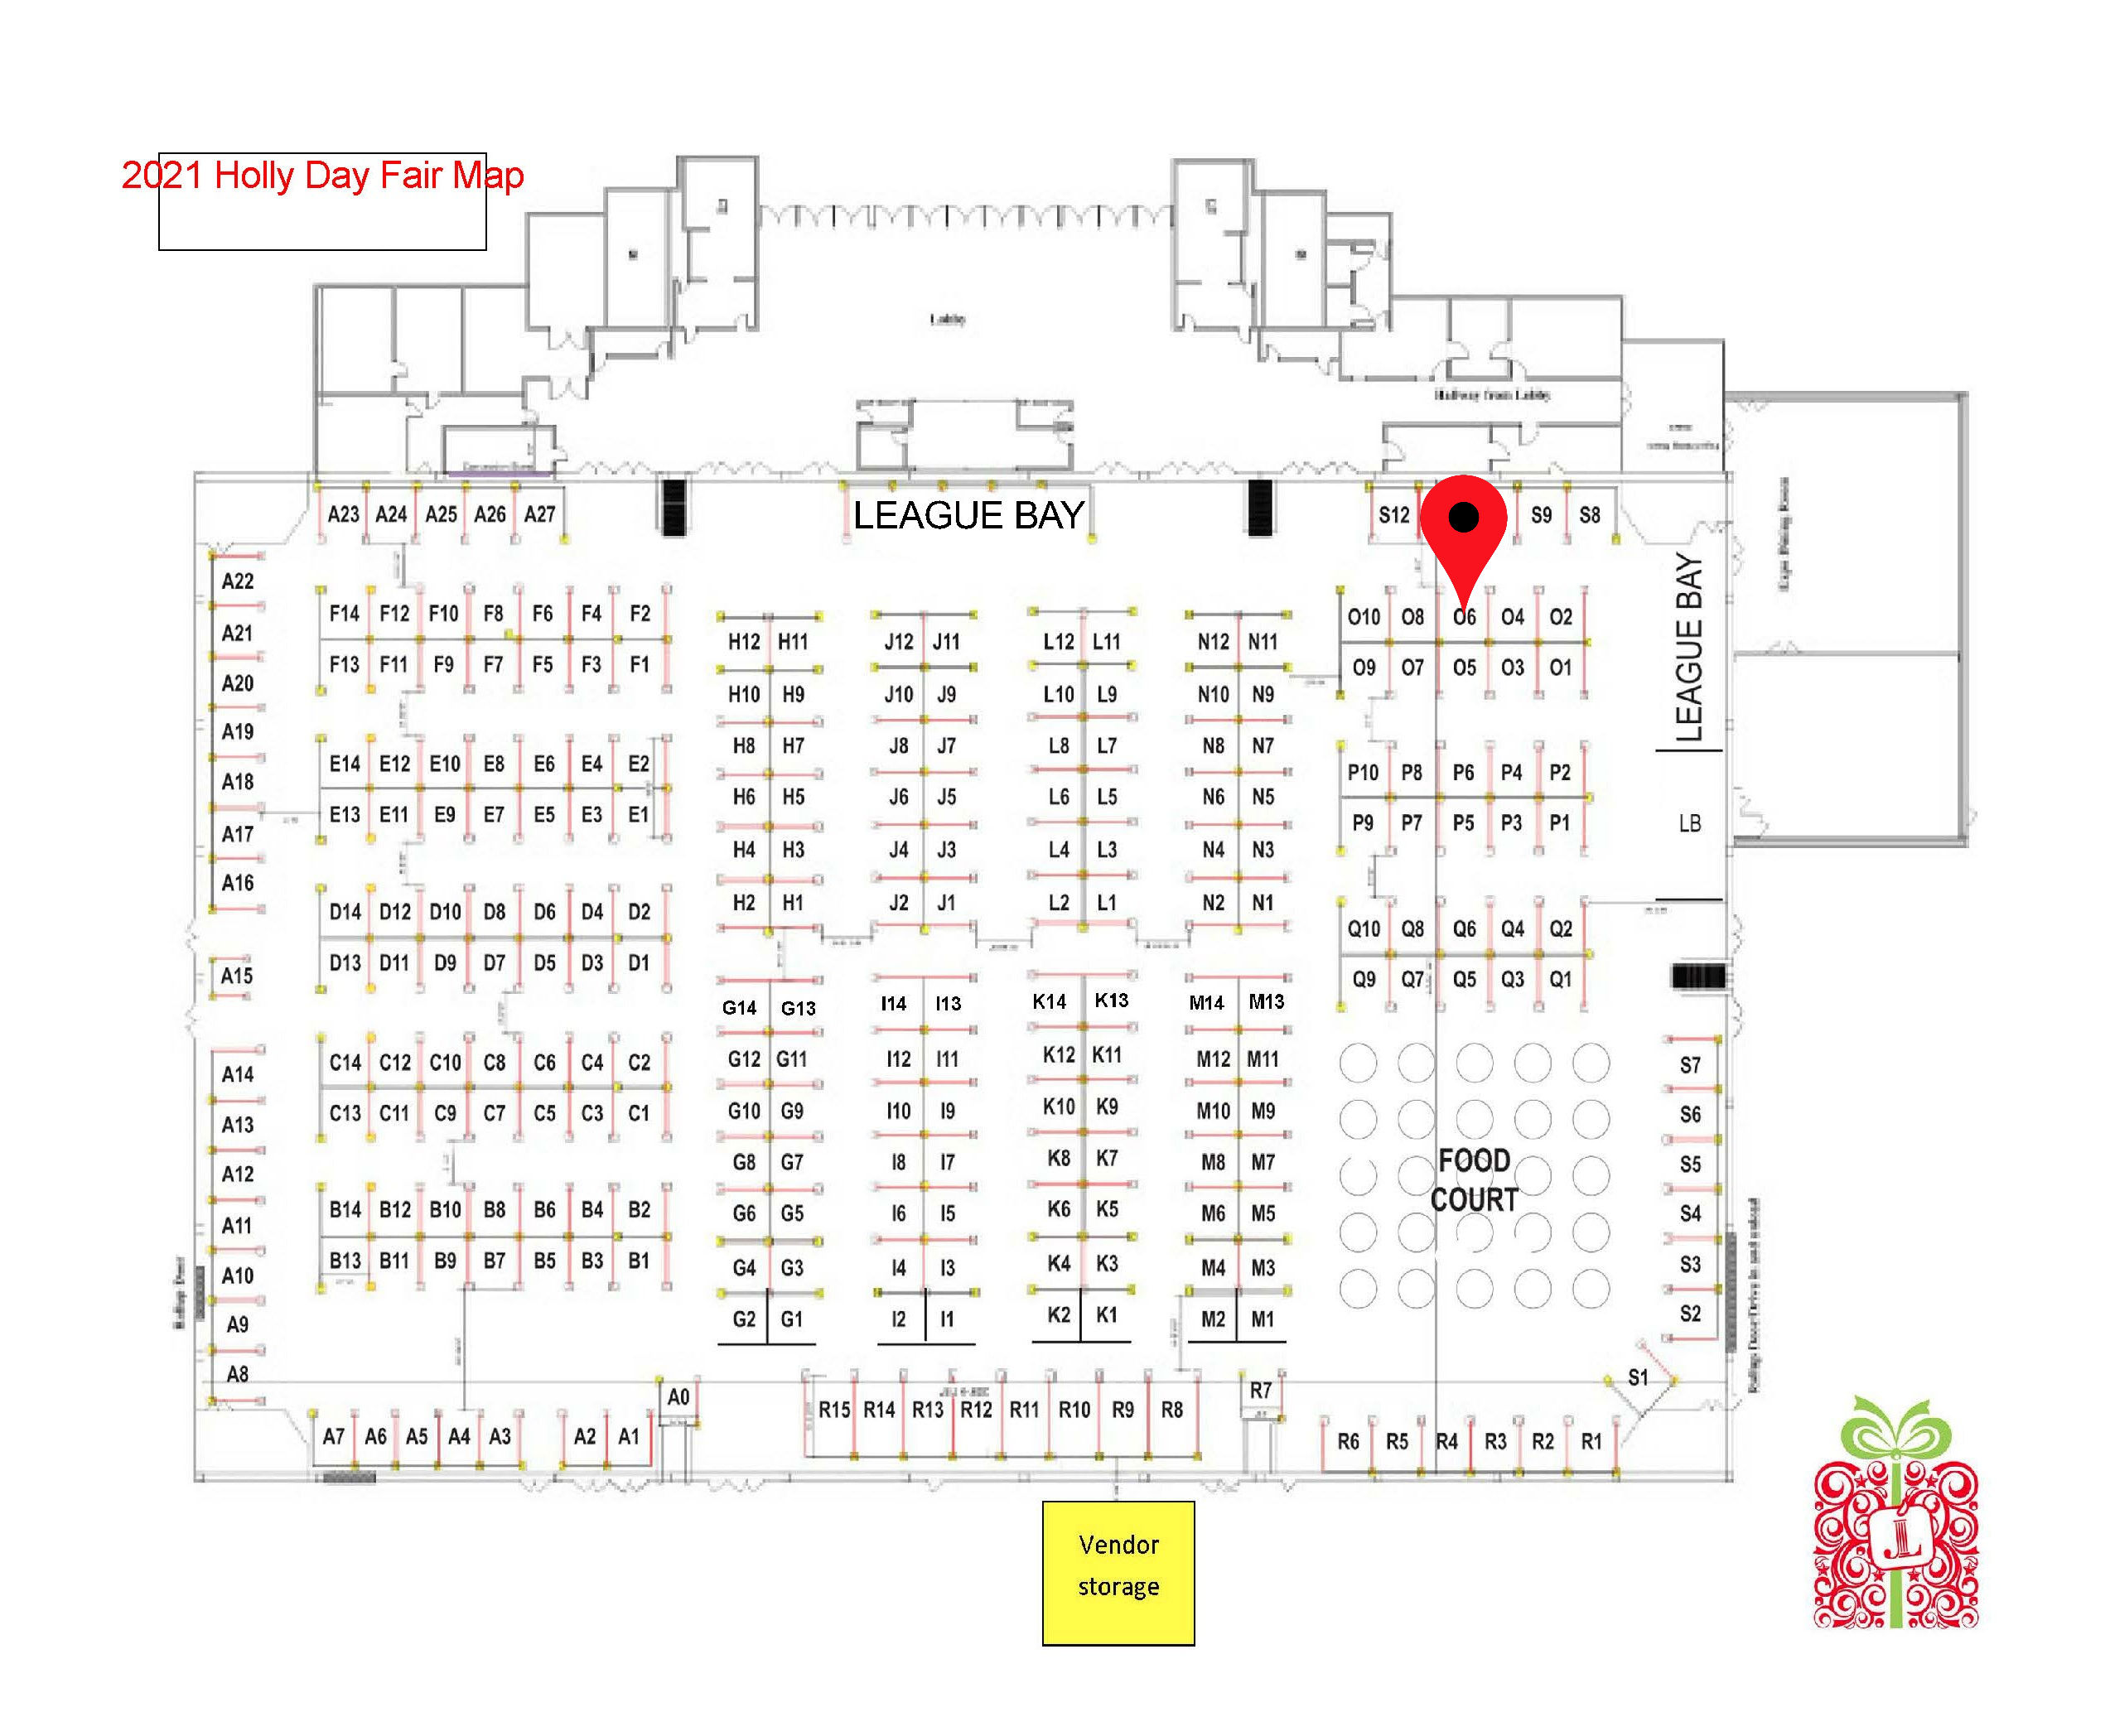 2021 Holly Day Fair Map
Lobby
Hallway from Lobby
LEAGUE BAY
A23 A24 A25 A26 A27
S12 S9 S8
A22
A21
A20
A19
A18
A17
A16
A15
A14
A13
A12
A11
A10
A9
A8
F14 F12 F10 F8 F6 F4 F2
F13 F11 F9 F7 F5 F3 F1
E14 E12 E10 E8 E6 E4 E2
E13 E11 E9 E7 E5 E3 E1
D14 D12 D10 D8 D6 D4 D2
D13 D11 D9 D7 D5 D3 D1
C14 C12 C10 C8 C6 C4 C2
C13 C11 C9 C7 C5 C3 C1
B14 B12 B10 B8 B6 B4 B2
B13 B11 B9 B7 B5 B3 B1
H12 H11 J12 J11 L12 L11 N12 N11
H10 H9 J10 J9 L10 L9 N10 N9
H8 H7 J8 J7 L8 L7 N8 N7
H6 H5 J6 J5 L6 L5 N6 N5
H4 H3 J4 J3 L4 L3 N4 N3
H2 H1 J2 J1 L2 L1 N2 N1
G14 G13 I14 I13 K14 K13 M14 M13
G12 G11 I12 I11 K12 K11 M12 M11
G10 G9 I10 I9 K10 K9 M10 M9
G8 G7 I8 I7 K8 K7 M8 M7
G6 G5 I6 I5 K6 K5 M6 M5
G4 G3 I4 I3 K4 K3 M4 M3
G2 G1 I2 I1 K2 K1 M2 M1
O10 O8 O6 O4 O2
O9 O7 O5 O3 O1
P10 P8 P6 P4 P2
P9 P7 P5 P3 P1
Q10 Q8 Q6 Q4 Q2
Q9 Q7 Q5 Q3 Q1
LEAGUE BAY
LB
FOOD
COURT
S7
S6
S5
S4
S3
S2
S1
A7 A6 A5 A4 A3 A2 A1
A0
R15 R14 R13 R12 R11 R10 R9 R8
R7
R6 R5 R4 R3 R2 R1
Vendor
storage
JL